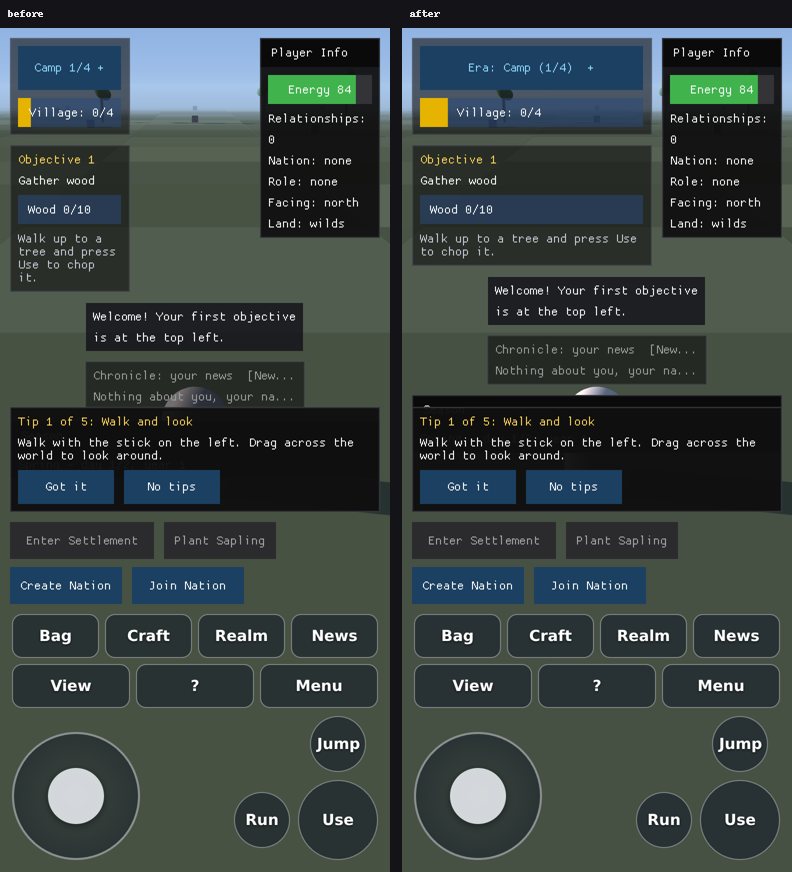 before
Camp 1/4 +
Village: 0/4
Objective 1
Gather wood
Wood 0/10
Walk up to a
tree and press
Use to chop
it.
Player Info
Energy 84
Relationships:
0
Nation: none
Role: none
Facing: north
Land: wilds
Welcome! Your first objective
is at the top left.
Chronicle: your news [New...
Nothing about you, your na...
Tip 1 of 5: Walk and look
Walk with the stick on the left. Drag across the
world to look around.
Got it
No tips
Enter Settlement
Plant Sapling
Create Nation
Join Nation
Bag
Craft
Realm
News
View
?
Menu
Jump
Run
Use
after
Era: Camp (1/4) +
Village: 0/4
Objective 1
Gather wood
Wood 0/10
Walk up to a tree and press Use
to chop it.
Player Info
Energy 84
Relationships:
0
Nation: none
Role: none
Facing: north
Land: wilds
Welcome! Your first objective
is at the top left.
Chronicle: your news [New...
Nothing about you, your na...
Tip 1 of 5: Walk and look
Walk with the stick on the left. Drag across the
world to look around.
Got it
No tips
Enter Settlement
Plant Sapling
Create Nation
Join Nation
Bag
Craft
Realm
News
View
?
Menu
Jump
Run
Use